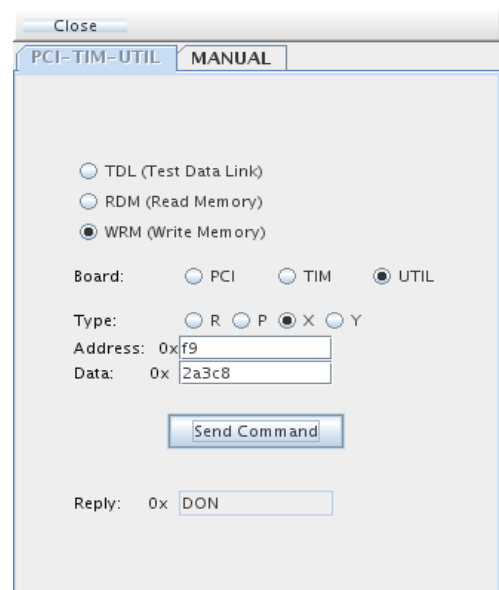 Close
PCI-TIM-UTIL MANUAL
TDL (Test Data Link)
RDM (Read Memory)
WRM (Write Memory)
Board: PCI TIM UTIL
Type: R P X Y
Address: 0x f9
Data: 0x 2a3c8
Send Command
Reply: 0x DON